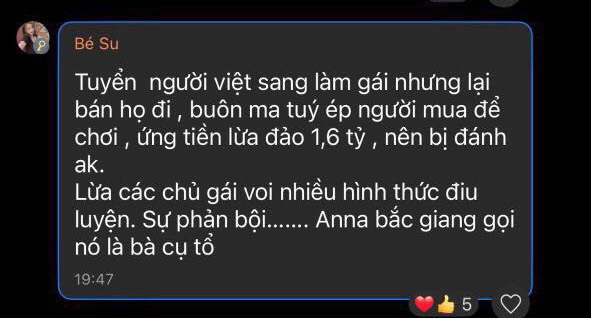 Bé Su
Tuyển người việt sang làm gái nhưng lại
bán họ đi , buôn ma tuý ép người mua để
chơi , ứng tiền lừa đảo 1,6 tỷ , nên bị đánh
ak.
Lừa các chủ gái voi nhiều hình thức điu
luyện. Sự phản bội....... Anna bắc giang gọi
nó là bà cụ tổ
19:47
5